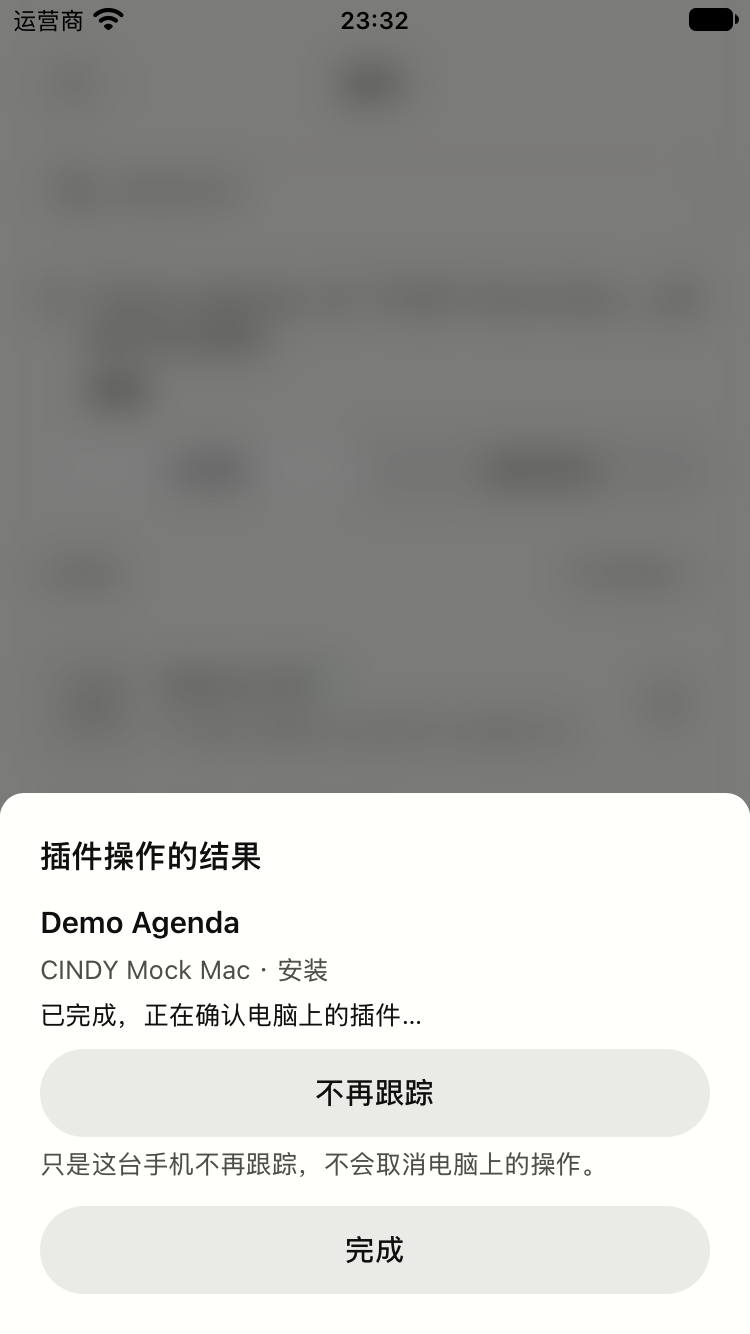 运营商
23:32
插件操作的结果
Demo Agenda
CINDY Mock Mac · 安装
已完成，正在确认电脑上的插件...
不再跟踪
只是这台手机不再跟踪，不会取消电脑上的操作。
完成